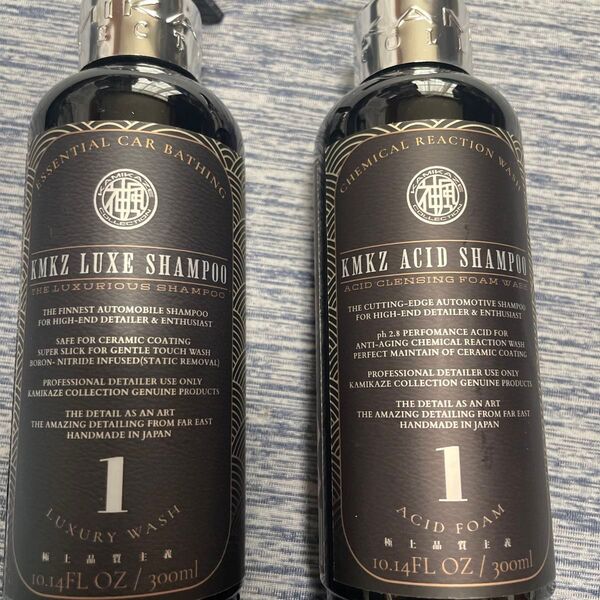 ESSENTIAL CAR BATHING
KAMIKAZE
COLLECTION
KMKZ LUXE SHAMPOO
THE LUXURIOUS SHAMPOO
THE FINNEST AUTOMOBILE SHAMPOO
FOR HIGH-END DETAILER & ENTHUSIAST
SAFE FOR CERAMIC COATING
SUPER SLICK FOR GENTLE TOUCH WASH
BORON- NITRIDE INFUSED(STATIC REMOVAL)
PROFESSIONAL DETAILER USE ONLY
KAMIKAZE COLLECTION GENUINE PRODUCTS
THE DETAIL AS AN ART
THE AMAZING DETAILING FROM FAR EAST
HANDMADE IN JAPAN
1
LUXURY WASH
極上品質主義
10.14FL OZ / 300ml
CHEMICAL REACTION WASH
KAMIKAZE
COLLECTION
KMKZ ACID SHAMPOO
ACID CLENSING FOAM WASH
THE CUTTING-EDGE AUTOMOTIVE SHAMPOO
FOR HIGH-END DETAILER & ENTHUSIAST
ph 2.8 PERFOMANCE ACID FOR
ANTI-AGING CHEMICAL REACTION WASH
PERFECT MAINTAIN OF CERAMIC COATING
PROFESSIONAL DETAILER USE ONLY
KAMIKAZE COLLECTION GENUINE PRODUCTS
THE DETAIL AS AN ART
THE AMAZING DETAILING FROM FAR EAST
HANDMADE IN JAPAN
1
ACID FOAM
極上品質主義
10.14FL OZ / 300ml